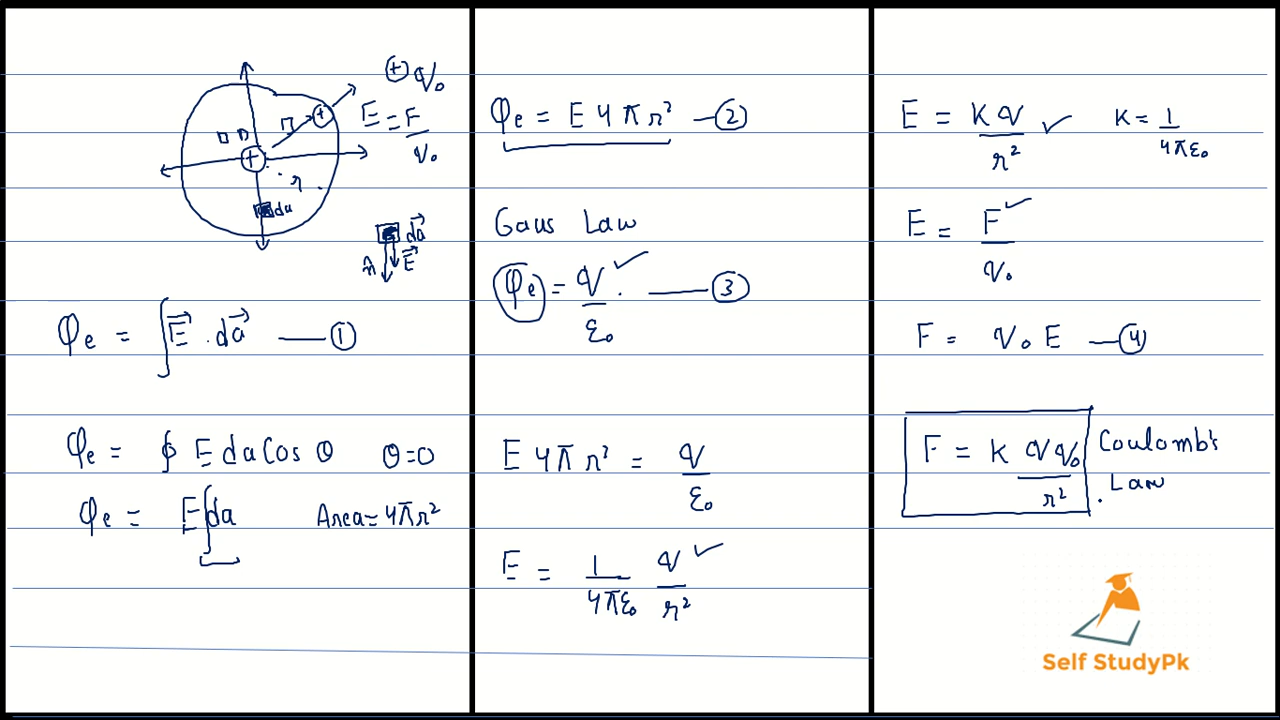 ⊕ q₀
E = F/q₀
r
+
+
r
da
da⃗
n̂ E⃗
φe = ∫ E⃗ . da⃗ —— ①
φe = ∮ E da Cos θ θ=0
φe = E∫da Area = 4πr²
φe = E 4πr² — ②
Gaus Law
φe = q/ε₀ . —— ③
E 4πr² = q/ε₀
E = 1/4πε₀ q/r²
E = Kq/r² K = 1/4πε₀
E = F/q₀
F = q₀ E — ④
F = K qq₀/r² Coulomb's
. Law
Self StudyPk